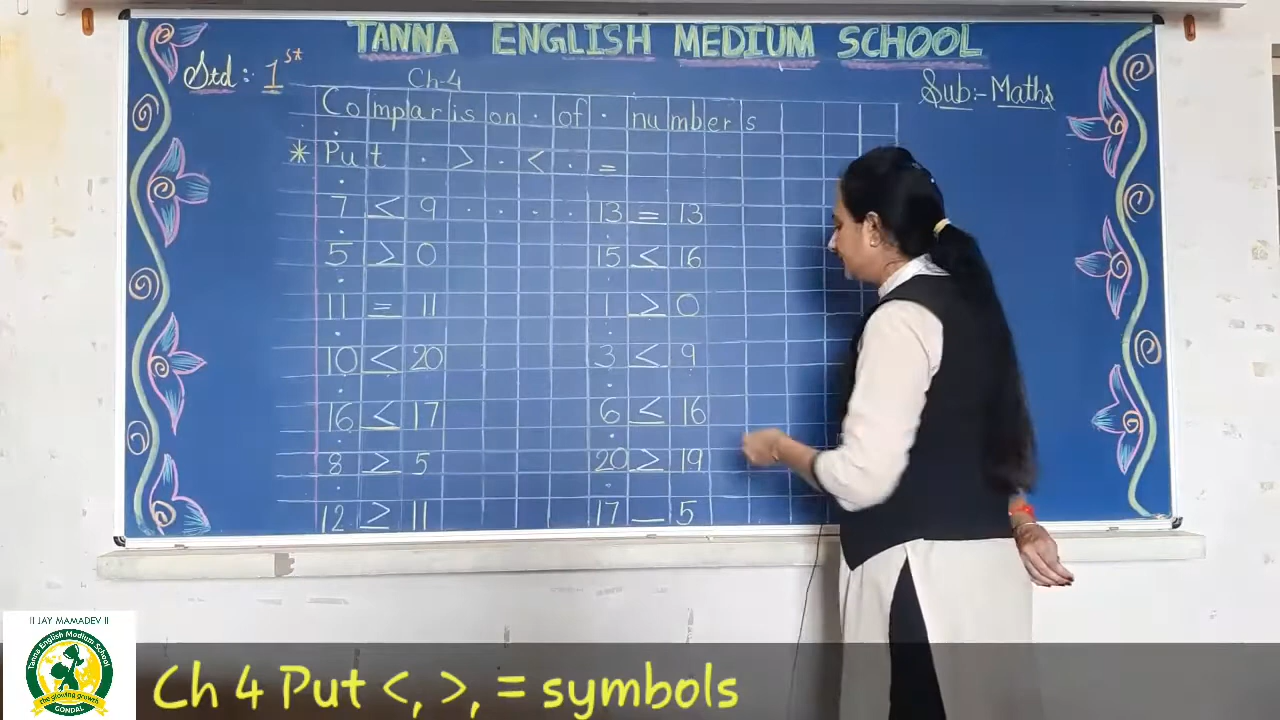 TANNA ENGLISH MEDIUM SCHOOL
Std:- 1st
Ch-4
Sub:- Maths
Comparison of numbers
* Put > < =
7 < 9 13 = 13
5 > 0 15 < 16
11 = 11 1 > 0
10 < 20 3 < 9
16 < 17 6 < 16
8 > 5 20 > 19
12 > 11 17 _ 5
II JAY MAMADEV II
Tanna English Medium School
the glowing growth
GONDAL
Ch 4 Put <, >, = symbols